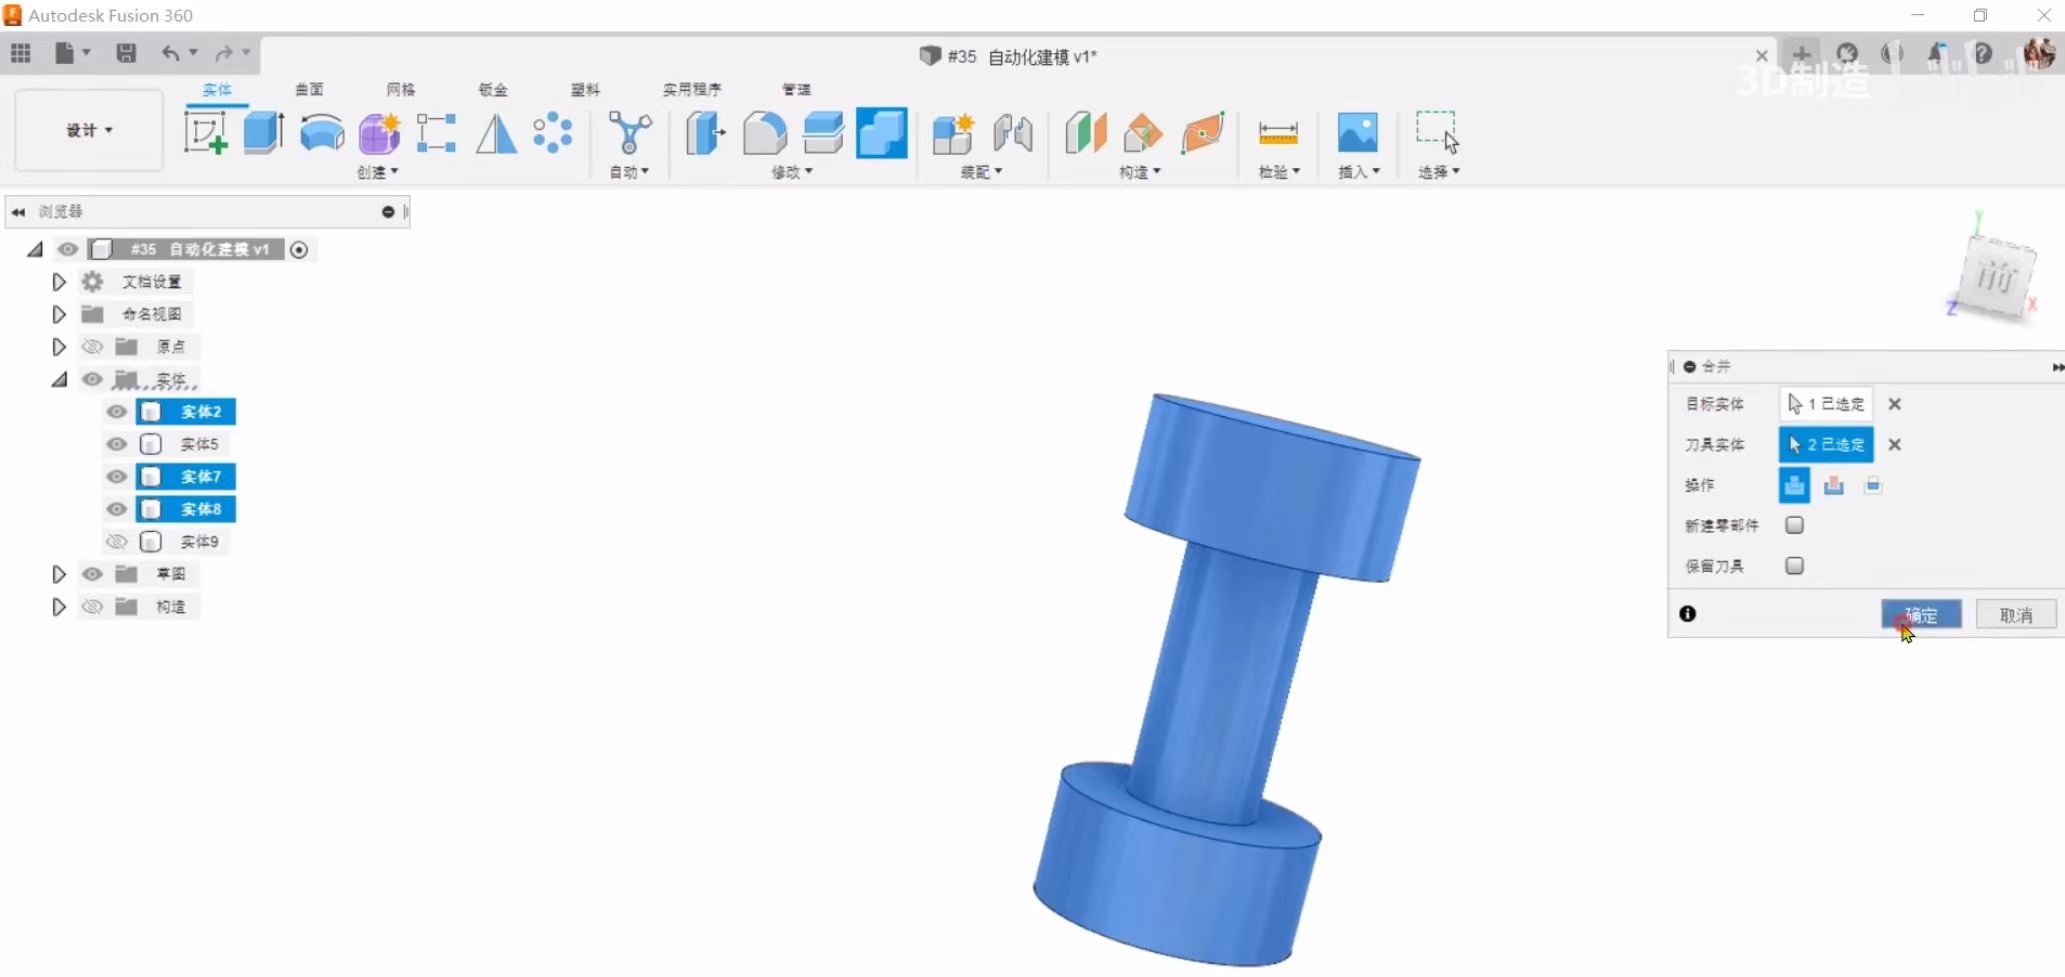 Autodesk Fusion 360
#35 自动化建模 v1*
3D制造
实体 曲面 网格 钣金 塑料 实用程序 管理
设计
创建 自动 修改 装配 构造 检验 插入 选择
浏览器
#35 自动化建模 v1
文档设置
命名视图
原点
实体
实体2
实体5
实体7
实体8
实体9
草图
构造
Y
前
Z X
合并
目标实体 1 已选定
刀具实体 2 已选定
操作
新建零部件
保留刀具
确定 取消